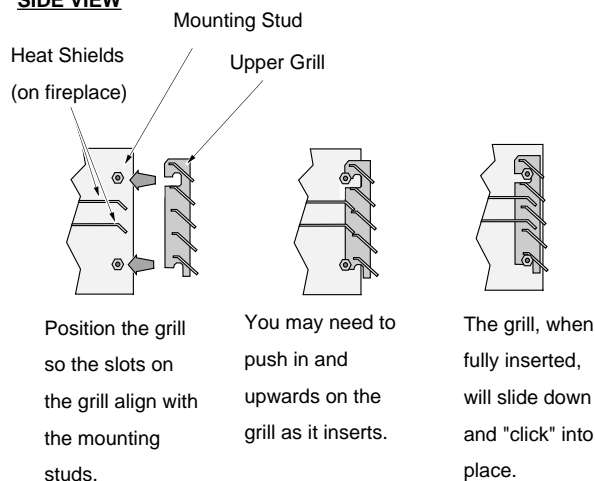 SIDE VIEW
Mounting Stud
Heat Shields
(on fireplace)
Upper Grill
Position the grill
so the slots on
the grill align with
the mounting
studs.
You may need to
push in and
upwards on the
grill as it inserts.
The grill, when
fully inserted,
will slide down
and "click" into
place.